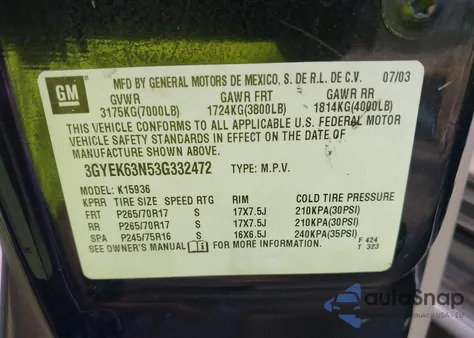 GM
MFD BY GENERAL MOTORS DE MEXICO, S. DE R.L. DE C.V. 07/03
GVWR GAWR FRT GAWR RR
3175KG(7000LB) 1724KG(3800LB) 1814KG(4000LB)
THIS VEHICLE CONFORMS TO ALL APPLICABLE U.S. FEDERAL MOTOR
VEHICLE SAFETY STANDARDS IN EFFECT ON THE DATE OF
MANUFACTURE SHOWN ABOVE.
3GYEK63N53G332472 TYPE: M.P.V.
MODEL: K15936
KPRR TIRE SIZE SPEED RTG RIM COLD TIRE PRESSURE
FRT P265/70R17 S 17X7.5J 210KPA(30PSI)
RR P265/70R17 S 17X7.5J 210KPA(30PSI)
SPA P245/75R16 S 16X6.5J 240KPA(35PSI)
SEE OWNER'S MANUAL FOR MORE INFORMATION.
F 424
T 323
autoSnap
USA - EU